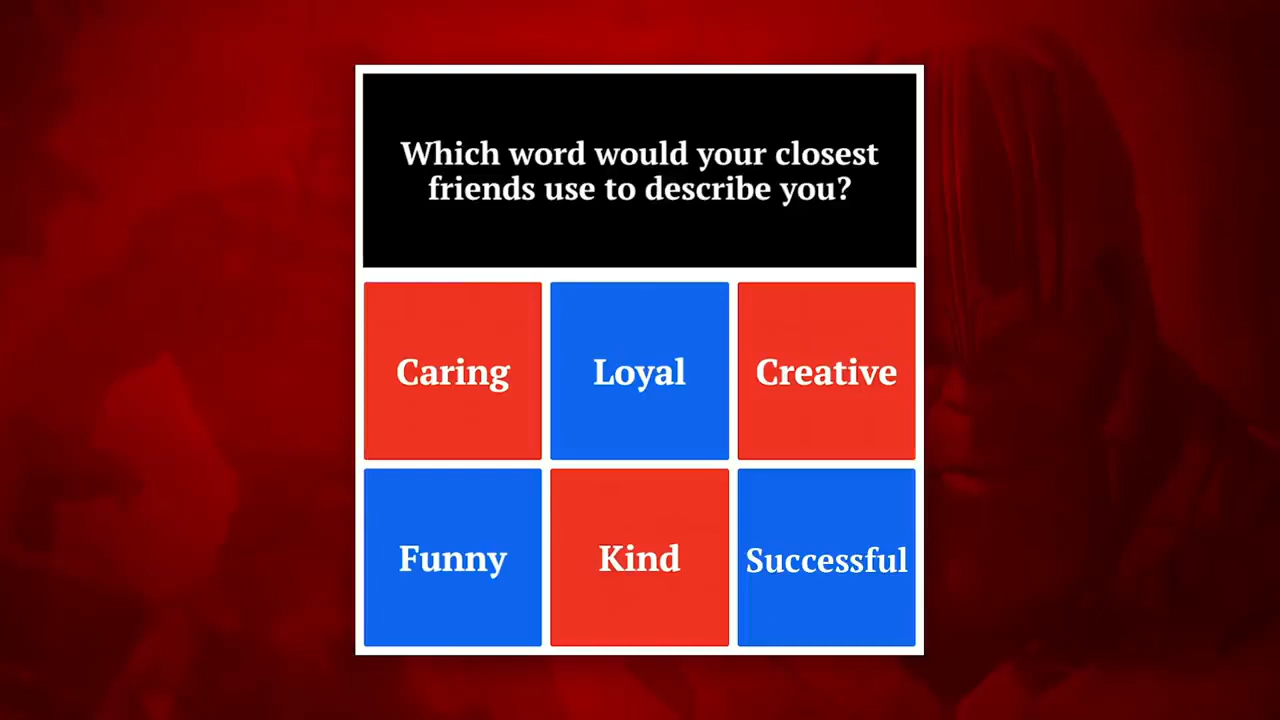 Which word would your closest
friends use to describe you?
Caring
Loyal
Creative
Funny
Kind
Successful